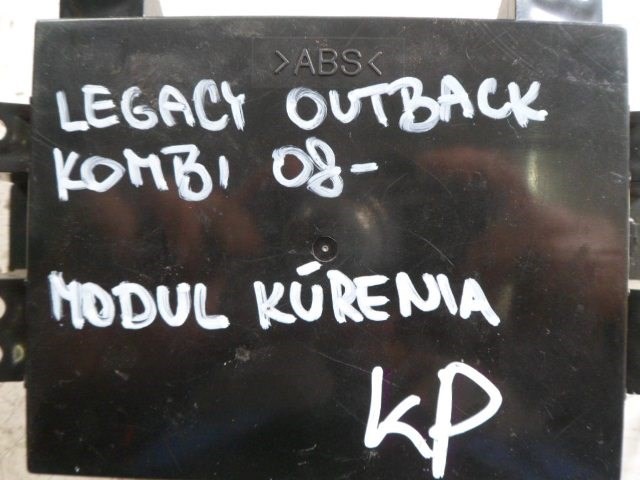 >ABS<
LEGACY OUTBACK
KOMBI 08-
MODUL KÚRENIA
KP